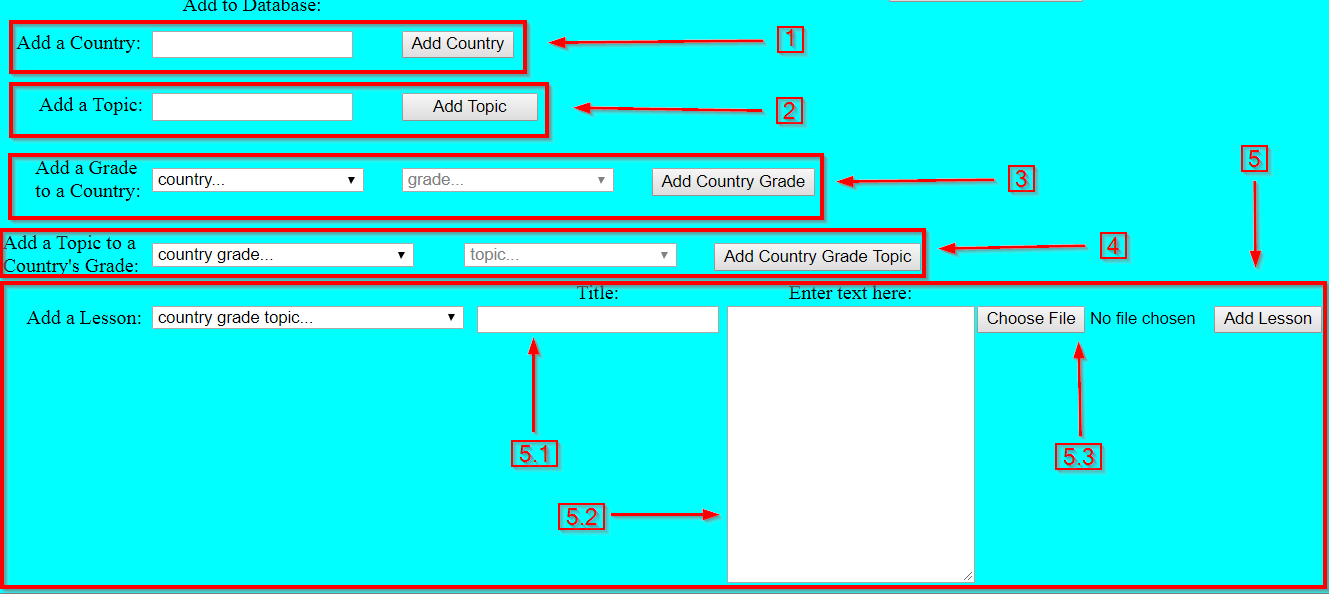 Add to Database:
Add a Country: Add Country 1
Add a Topic: Add Topic 2
Add a Grade
to a Country: country... grade... Add Country Grade 3
5
Add a Topic to a
Country's Grade: country grade... topic... Add Country Grade Topic 4
Title: Enter text here:
Add a Lesson: country grade topic... Choose File No file chosen Add Lesson
5.1
5.3
5.2